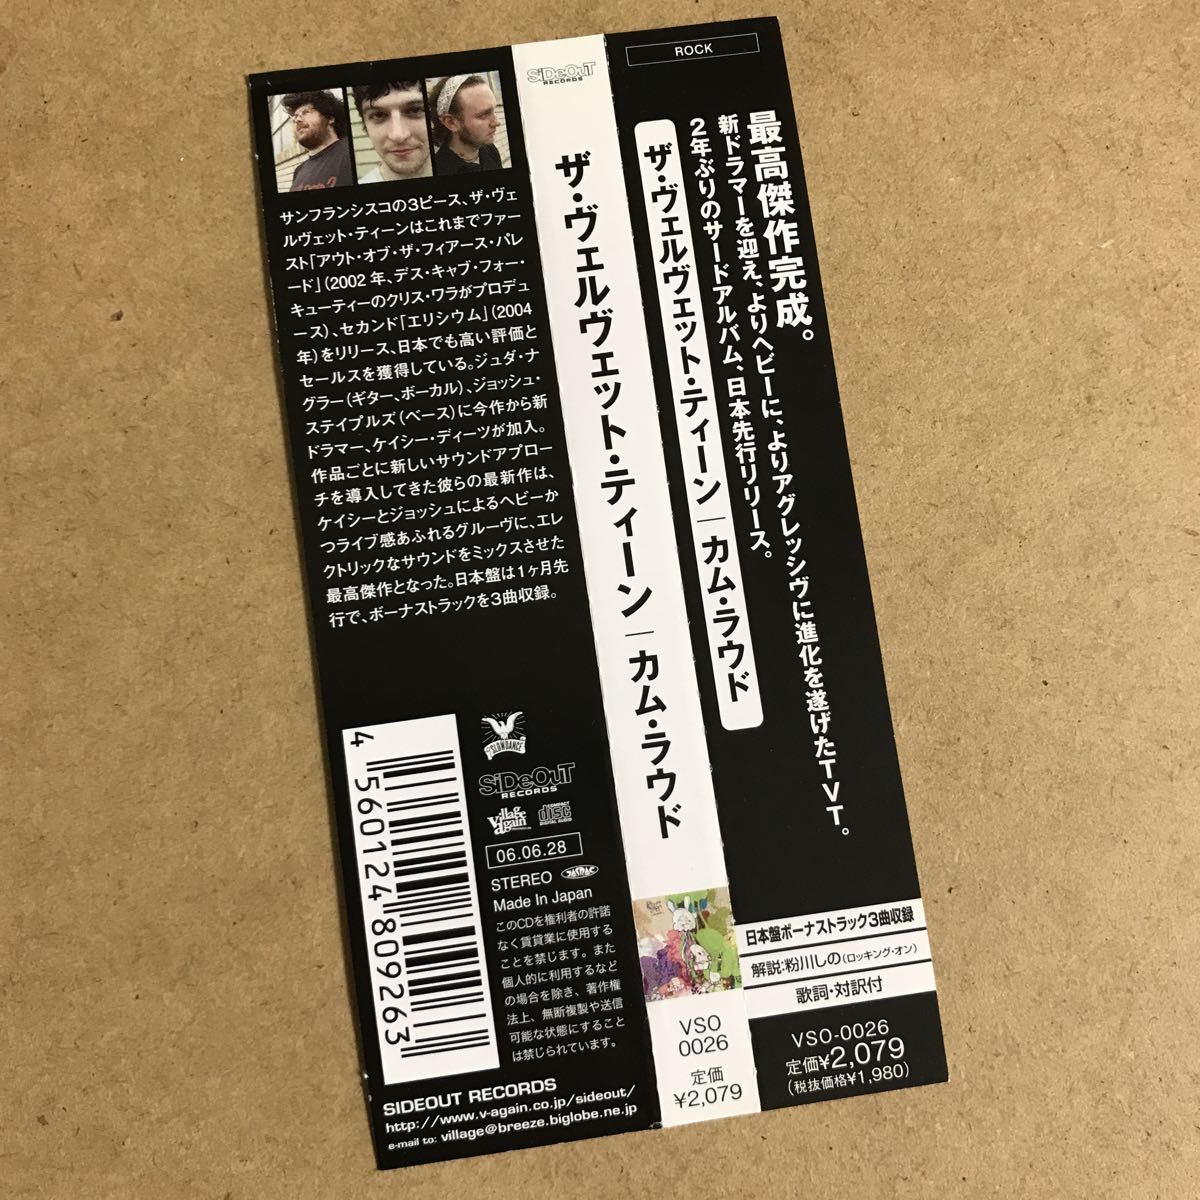 ROCK
最高傑作完成。
新ドラマーを迎え、よりヘビーに、よりアグレッシヴに進化を遂げたTVT。
2年ぶりのサードアルバム、日本先行リリース。
ザ・ヴェルヴェット・ティーン｜カム・ラウド
日本盤ボーナストラック3曲収録
解説:粉川しの(ロッキング・オン)
歌詞・対訳付
VSO-0026
定価¥2,079
(税抜価格¥1,980)
SiDeOuT
RECORDS
ザ・ヴェルヴェット・ティーン｜カム・ラウド
VSO
0026
定価
¥2,079
サンフランシスコの3ピース、ザ・ヴェ
ルヴェット・ティーンはこれまでファー
スト「アウト・オブ・ザ・フィアース・パレ
ード」(2002年、デス・キャブ・フォー・
キューティーのクリス・ワラがプロデュ
ース)、セカンド「エリシウム」(2004
年)をリリース、日本でも高い評価と
セールスを獲得している。ジュダ・ナ
グラー(ギター、ボーカル)、ジョッシュ・
ステイプルズ(ベース)に今作から新
ドラマー、ケイシー・ディーツが加入。
作品ごとに新しいサウンドアプロー
チを導入してきた彼らの最新作は、
ケイシーとジョッシュによるヘビーか
つライブ感あふれるグルーヴに、エレ
クトリックなサウンドをミックスさせた
最高傑作となった。日本盤は1ヶ月先
行で、ボーナストラックを3曲収録。
4 560124 809263
SLOWDANCE
SiDeOuT
RECORDS
Village again
COMPACT
disc
DIGITAL AUDIO
06.06.28
STEREO JASRAC
Made In Japan
このCDを権利者の許諾
なく賃貸業に使用する
ことを禁じます。また
個人的に利用するなど
の場合を除き、著作権
法上、無断複製や送信
可能な状態にすること
は禁じられています。
SIDEOUT RECORDS
http://www.v-again.co.jp/sideout/
e-mail to: village@breeze.biglobe.ne.jp